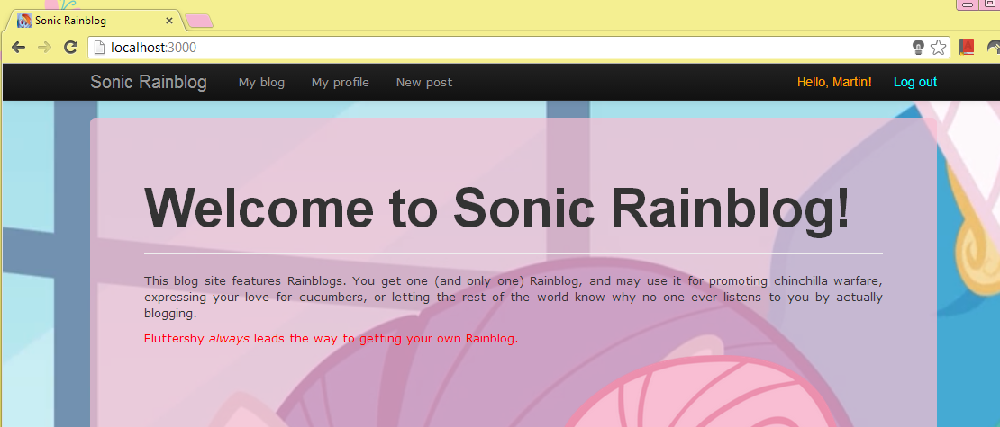 Sonic Rainblog
localhost:3000
Sonic Rainblog My blog My profile New post Hello, Martin! Log out
Welcome to Sonic Rainblog!
This blog site features Rainblogs. You get one (and only one) Rainblog, and may use it for promoting chinchilla warfare,
expressing your love for cucumbers, or letting the rest of the world know why no one ever listens to you by actually
blogging.
Fluttershy always leads the way to getting your own Rainblog.